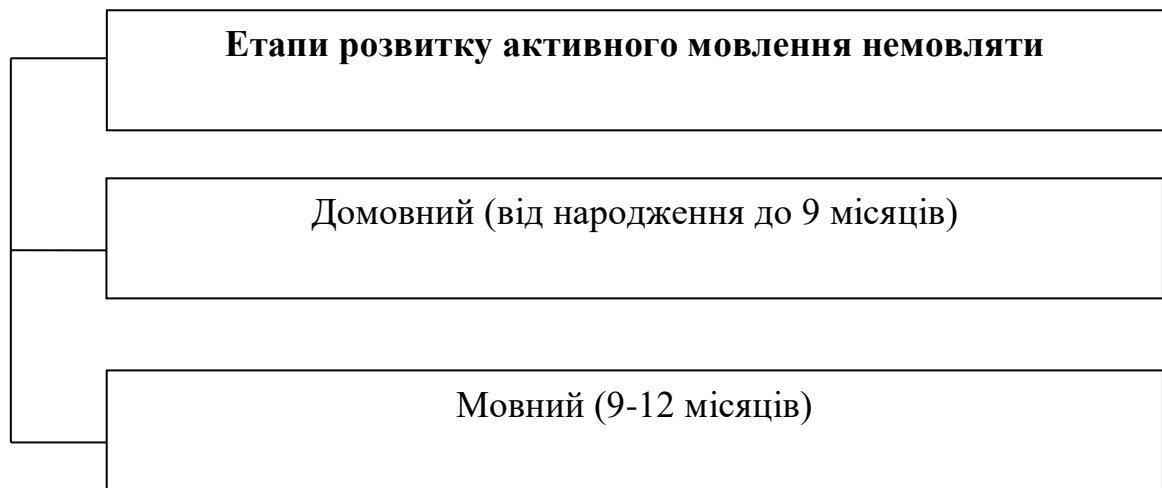 Етапи розвитку активного мовлення немовляти
Домовний (від народження до 9 місяців)
Мовний (9-12 місяців)